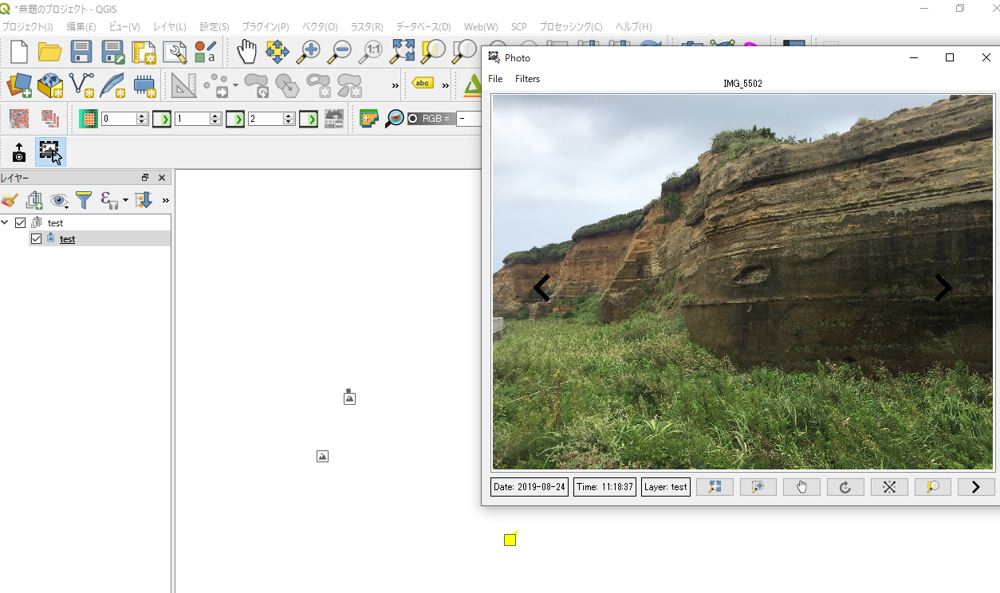 *無題のプロジェクト - QGIS
プロジェクト(J) 編集(E) ビュー(V) レイヤ(L) 設定(S) プラグイン(P) ベクタ(O) ラスタ(R) データベース(D) Web(W) SCP プロセッシング(C) ヘルプ(H)
a 1:1
abc
0 1 2 RGB = -
レイヤー
ε
test
test
Photo
File Filters
IMG_5502
Date: 2019-08-24 Time: 11:18:37 Layer: test